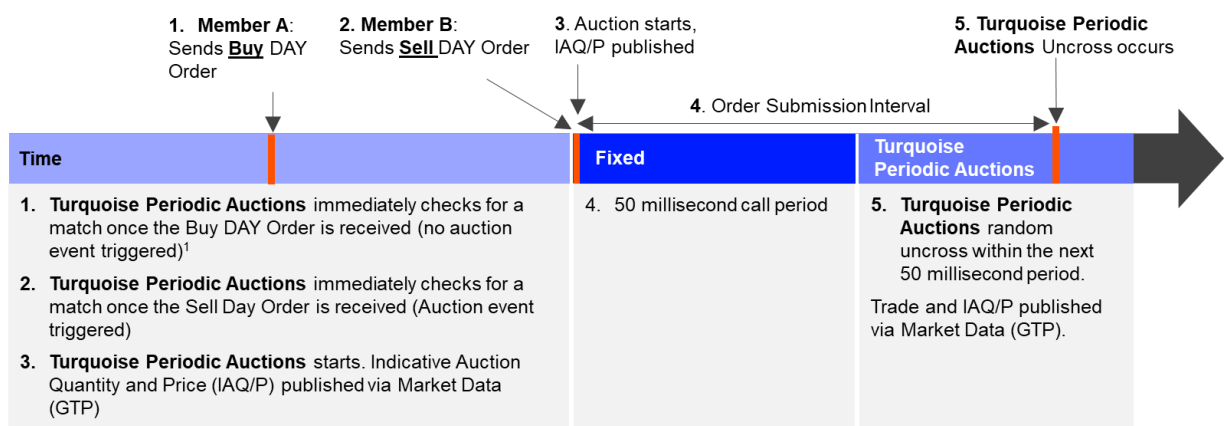 1. Member A:
Sends Buy DAY
Order
2. Member B:
Sends Sell DAY Order
3. Auction starts,
IAQ/P published
5. Turquoise Periodic
Auctions Uncross occurs
4. Order Submission Interval
Time
Fixed
Turquoise
Periodic Auctions
1. Turquoise Periodic Auctions immediately checks for a
match once the Buy DAY Order is received (no auction
event triggered)1
2. Turquoise Periodic Auctions immediately checks for a
match once the Sell Day Order is received (Auction event
triggered)
3. Turquoise Periodic Auctions starts. Indicative Auction
Quantity and Price (IAQ/P) published via Market Data
(GTP)
4. 50 millisecond call period
5. Turquoise Periodic
Auctions random
uncross within the next
50 millisecond period.
Trade and IAQ/P published
via Market Data (GTP).